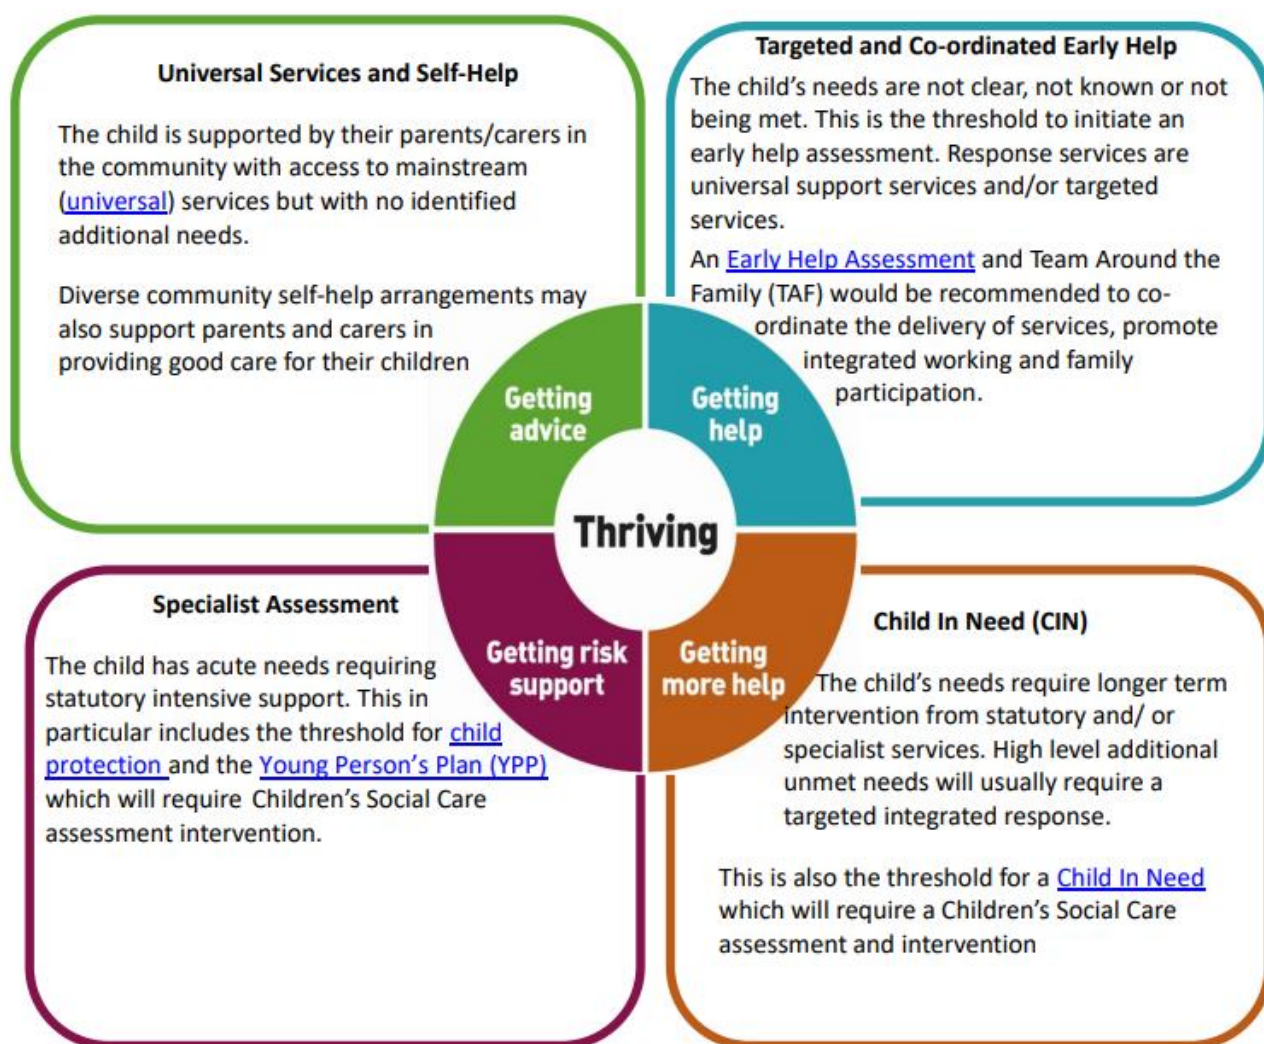 Universal Services and Self-Help
The child is supported by their parents/carers in
the community with access to mainstream
(universal) services but with no identified
additional needs.
Diverse community self-help arrangements may
also support parents and carers in
providing good care for their children
Targeted and Co-ordinated Early Help
The child’s needs are not clear, not known or not
being met. This is the threshold to initiate an
early help assessment. Response services are
universal support services and/or targeted
services.
An Early Help Assessment and Team Around the
Family (TAF) would be recommended to co-
ordinate the delivery of services, promote
integrated working and family
participation.
Getting
advice
Getting
help
Thriving
Getting risk
support
Getting
more help
Specialist Assessment
The child has acute needs requiring
statutory intensive support. This in
particular includes the threshold for child
protection and the Young Person’s Plan (YPP)
which will require Children’s Social Care
assessment intervention.
Child In Need (CIN)
The child’s needs require longer term
intervention from statutory and/ or
specialist services. High level additional
unmet needs will usually require a
targeted integrated response.
This is also the threshold for a Child In Need
which will require a Children’s Social Care
assessment and intervention